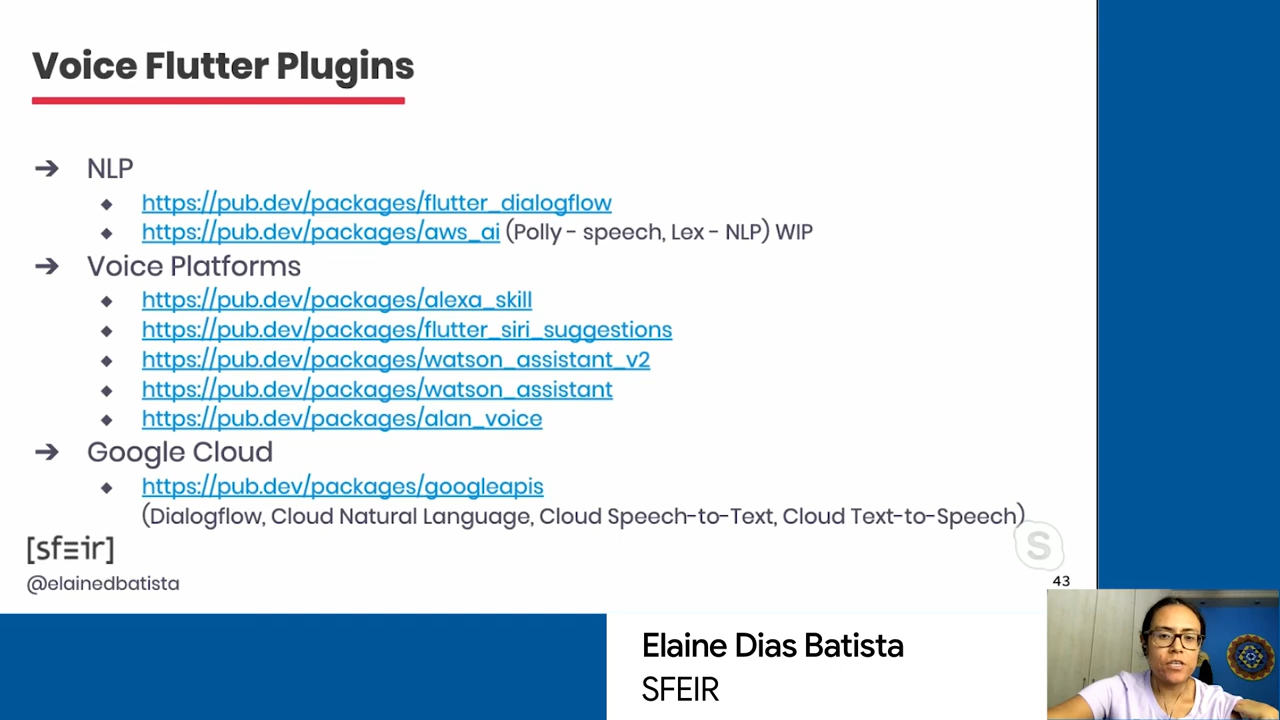 Voice Flutter Plugins
➔ NLP
◆ https://pub.dev/packages/flutter_dialogflow
◆ https://pub.dev/packages/aws_ai (Polly - speech, Lex - NLP) WIP
➔ Voice Platforms
◆ https://pub.dev/packages/alexa_skill
◆ https://pub.dev/packages/flutter_siri_suggestions
◆ https://pub.dev/packages/watson_assistant_v2
◆ https://pub.dev/packages/watson_assistant
◆ https://pub.dev/packages/alan_voice
➔ Google Cloud
◆ https://pub.dev/packages/googleapis
(Dialogflow, Cloud Natural Language, Cloud Speech-to-Text, Cloud Text-to-Speech)
[sfΞir]
S
@elainedbatista
43
Elaine Dias Batista
SFEIR